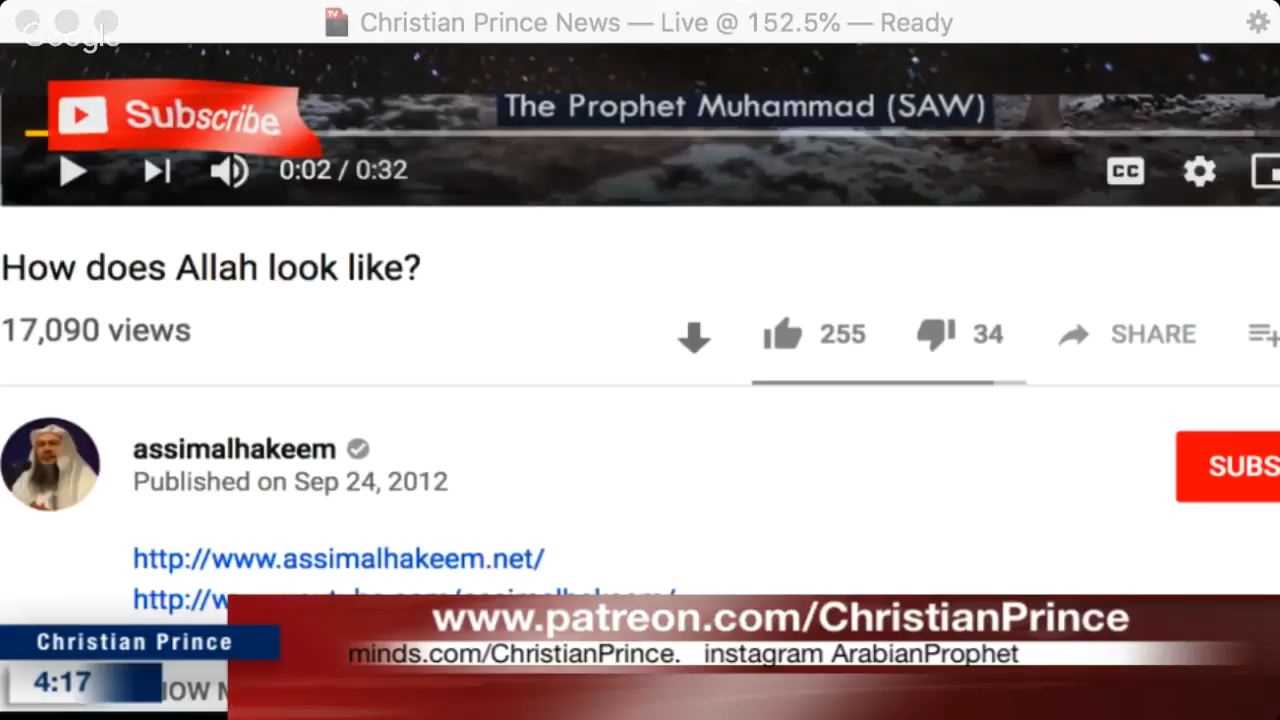 Christian Prince News — Live @ 152.5% — Ready
Google
Subscribe
The Prophet Muhammad (SAW)
0:02 / 0:32
CC
How does Allah look like?
17,090 views
255
34
SHARE
assimalhakeem
Published on Sep 24, 2012
SUBS
http://www.assimalhakeem.net/
www.patreon.com/ChristianPrince
Christian Prince
minds.com/ChristianPrince. instagram ArabianProphet
4:17